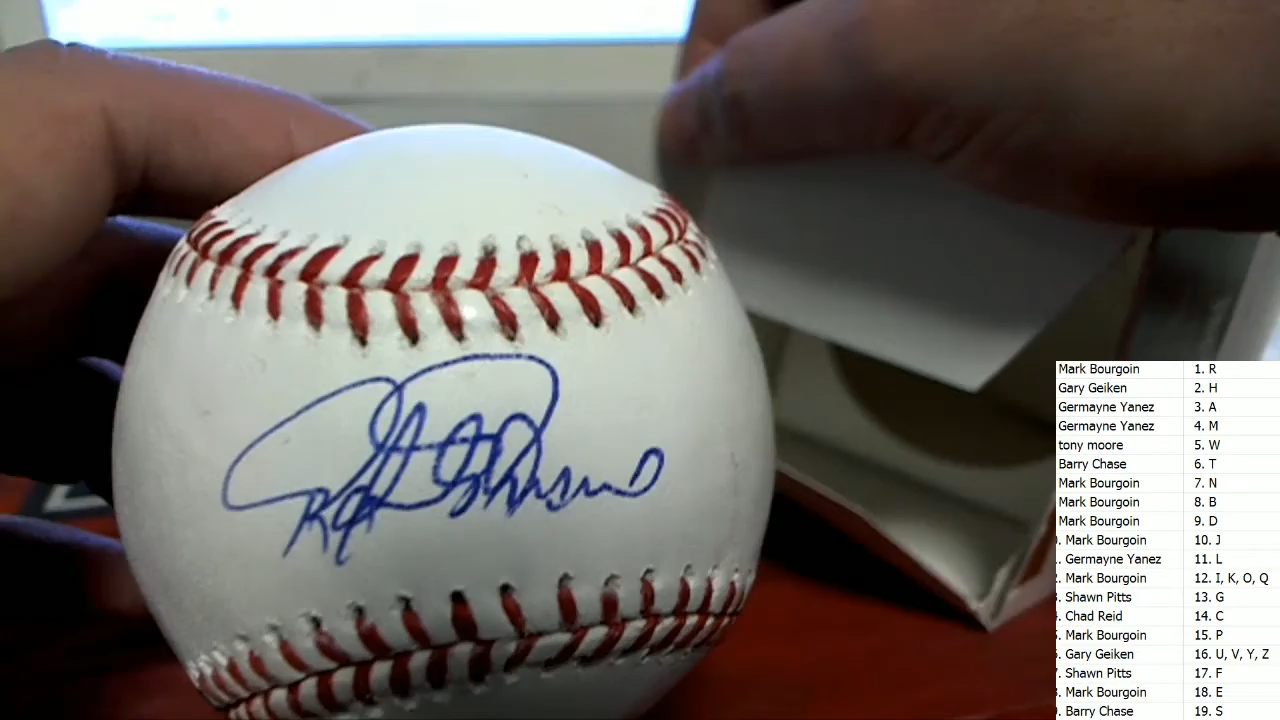 Mark Bourgoin 1. R
Gary Geiken 2. H
Germayne Yanez 3. A
Germayne Yanez 4. M
tony moore 5. W
Barry Chase 6. T
Mark Bourgoin 7. N
Mark Bourgoin 8. B
Mark Bourgoin 9. D
Mark Bourgoin 10. J
Germayne Yanez 11. L
Mark Bourgoin 12. I, K, O, Q
Shawn Pitts 13. G
Chad Reid 14. C
Mark Bourgoin 15. P
Gary Geiken 16. U, V, Y, Z
Shawn Pitts 17. F
Mark Bourgoin 18. E
Barry Chase 19. S